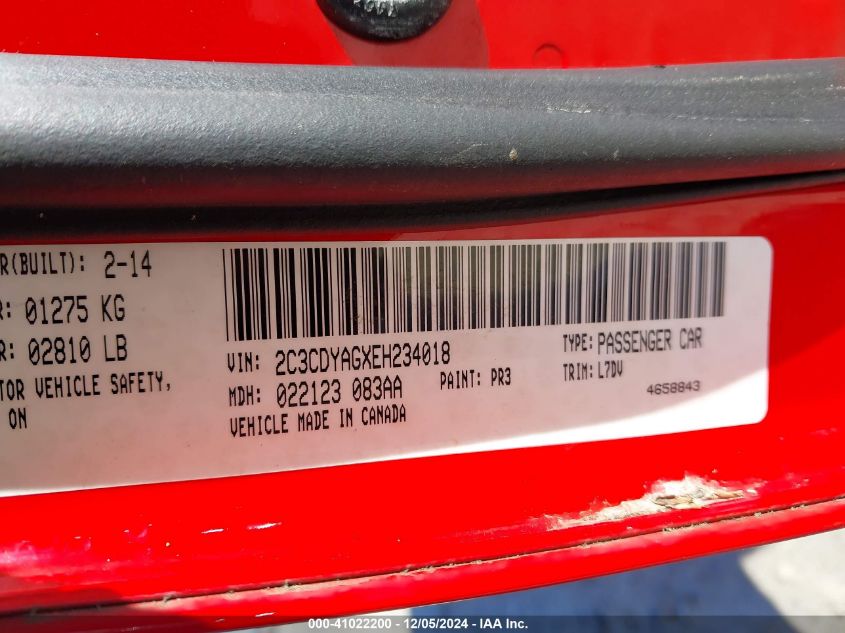 R(BUILT): 2-14
R: 01275 KG
R: 02810 LB
TOR VEHICLE SAFETY,
ON
VIN: 2C3CDYAGXEH234018
TYPE: PASSENGER CAR
MDH: 022123 083AA
PAINT: PR3
TRIM: L7DV
VEHICLE MADE IN CANADA
4658843
000-41022200 - 12/05/2024 - IAA Inc.